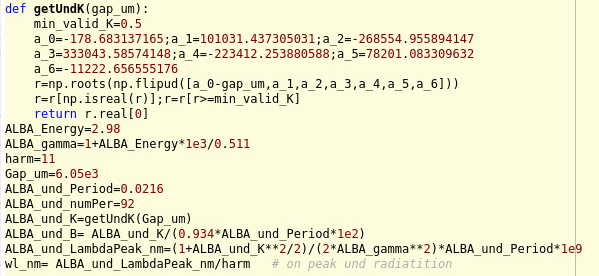 def getUndK(gap_um):
    min_valid_K=0.5
    a_0=-178.683137165;a_1=101031.437305031;a_2=-268554.955894147
    a_3=333043.58574148;a_4=-223412.253880588;a_5=78201.083309632
    a_6=-11222.656555176
    r=np.roots(np.flipud([a_0-gap_um,a_1,a_2,a_3,a_4,a_5,a_6]))
    r=r[np.isreal(r)];r=r[r>=min_valid_K]
    return r.real[0]
ALBA_Energy=2.98
ALBA_gamma=1+ALBA_Energy*1e3/0.511
harm=11
Gap_um=6.05e3
ALBA_und_Period=0.0216
ALBA_und_numPer=92
ALBA_und_K=getUndK(Gap_um)
ALBA_und_B= ALBA_und_K/(0.934*ALBA_und_Period*1e2)
ALBA_und_LambdaPeak_nm=(1+ALBA_und_K**2/2)/(2*ALBA_gamma**2)*ALBA_und_Period*1e9
wl_nm= ALBA_und_LambdaPeak_nm/harm   # on peak und radiatition